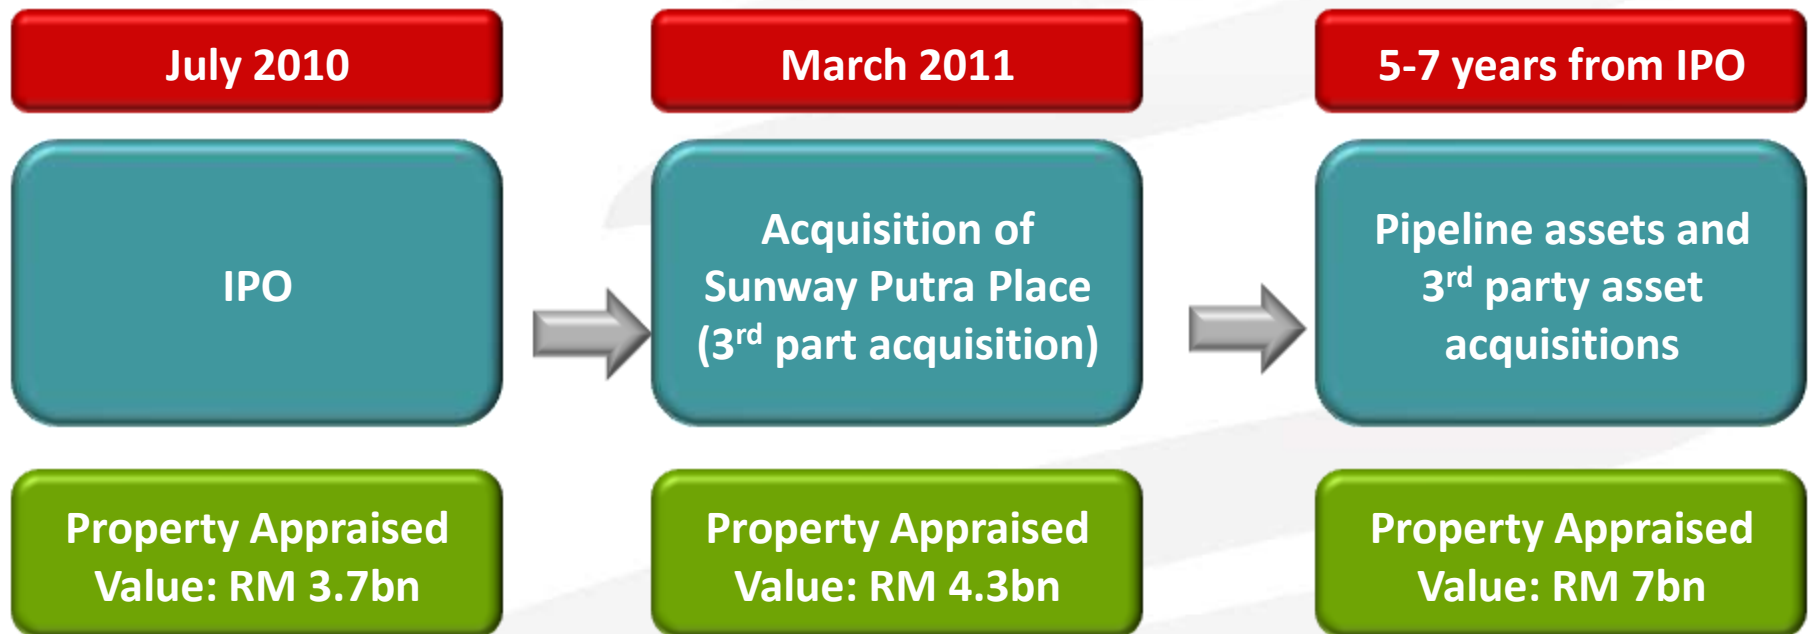 July 2010
March 2011
5-7 years from IPO
IPO
Acquisition of
Sunway Putra Place
(3rd part acquisition)
Pipeline assets and
3rd party asset
acquisitions
Property Appraised
Value: RM 3.7bn
Property Appraised
Value: RM 4.3bn
Property Appraised
Value: RM 7bn